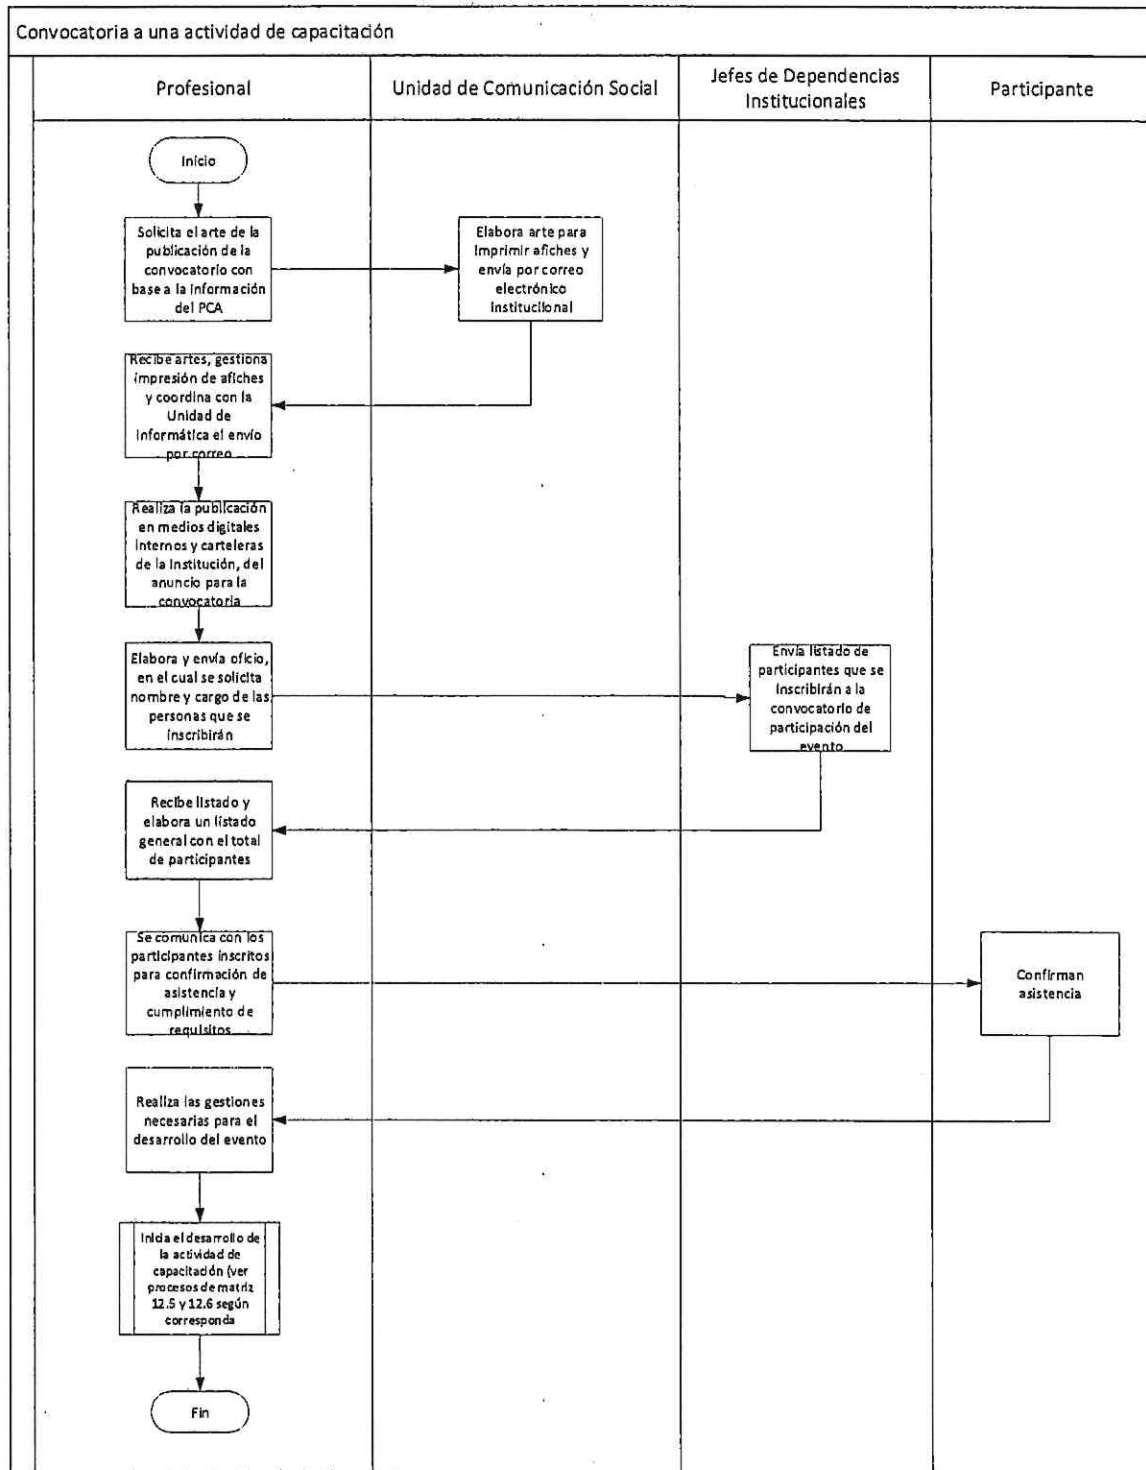 Convocatoria a una actividad de capacitación
Profesional
Unidad de Comunicación Social
Jefes de Dependencias
Institucionales
Participante
Inicio
Solicita el arte de la
publicación de la
convocatorio con
base a la información
del PCA
Elabora arte para
imprimir afiches y
envía por correo
electrónico
instituciional
Recibe artes, gestiona
impresión de afiches
y coordina con la
Unidad de
informática el envío
por correo
Realiza la publicación
en medios digitales
internos y carteleras
de la institución, del
anuncio para la
convocatoria
Elabora y envía oficio,
en el cual se solicita
nombre y cargo de las
personas que se
inscribirán
Envía listado de
participantes que se
inscribirán a la
convocatorio de
participación del
evento
Recibe listado y
elabora un listado
general con el total
de participantes
Se comunica con los
participantes inscritos
para confirmación de
asistencia y
cumplimiento de
requisitos
Confirman
asistencia
Realiza las gestiones
necesarias para el
desarrollo del evento
Inicia el desarrollo de
la actividad de
capacitación (ver
procesos de matriz
12.5 y 12.6 según
corresponda
Fin